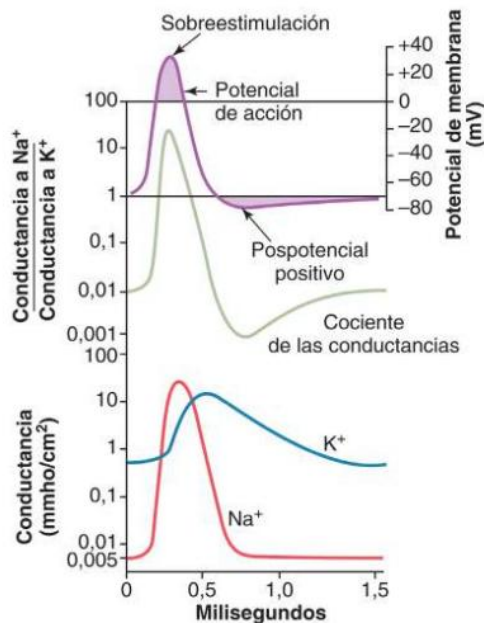 Sobreestimulación
Potencial
de acción
Conductancia a Na⁺
Conductancia a K⁺
100
10
1
0,1
0,01
0,001
+40
+20
0
–20
–40
–60
–80
Potencial de membrana
(mV)
Pospotencial
positivo
Cociente
de las conductancias
Conductancia
(mmho/cm²)
100
10
1
0,1
0,01
0,005
K⁺
Na⁺
0
0,5
1,0
1,5
Milisegundos